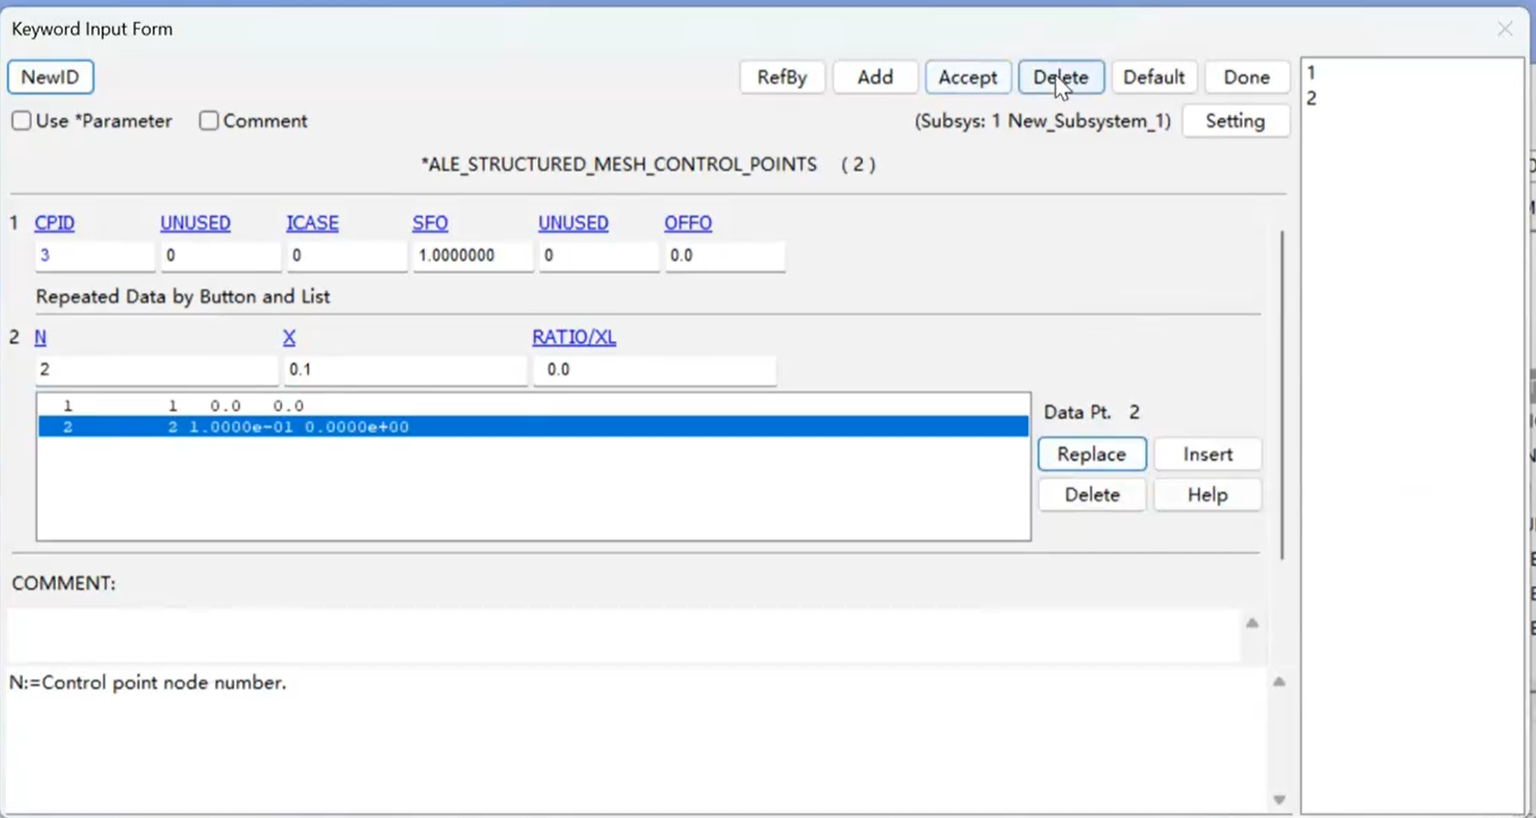 Keyword Input Form
NewID RefBy Add Accept Delete Default Done
Use *Parameter Comment (Subsys: 1 New_Subsystem_1) Setting
*ALE_STRUCTURED_MESH_CONTROL_POINTS (2)
1 CPID UNUSED ICASE SFO UNUSED OFFO
3 0 0 1.0000000 0 0.0
Repeated Data by Button and List
2 N X RATIO/XL
2 0.1 0.0
1 1 0.0 0.0
2 2 1.0000e-01 0.0000e+00
Data Pt. 2
Replace Insert
Delete Help
COMMENT:
N:=Control point node number.
1
2